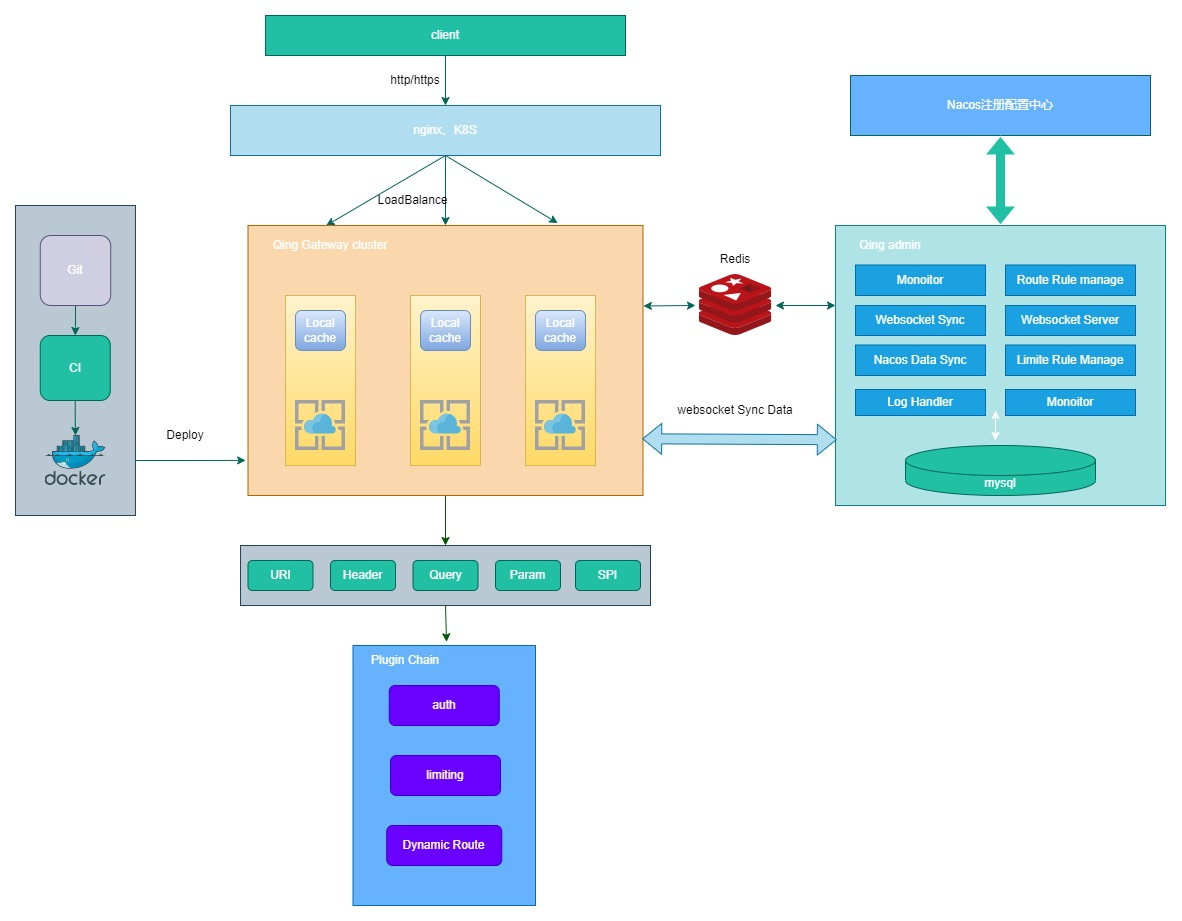 client
http/https
nginx、K8S
LoadBalance
Nacos注册配置中心
Git
CI
docker
Deploy
Qing Gateway cluster
Local
cache
Local
cache
Local
cache
Redis
websocket Sync Data
Qing admin
Monoitor
Route Rule manage
Websocket Sync
Websocket Server
Nacos Data Sync
Limite Rule Manage
Log Handler
Monoitor
mysql
URI
Header
Query
Param
SPI
Plugin Chain
auth
limiting
Dynamic Route